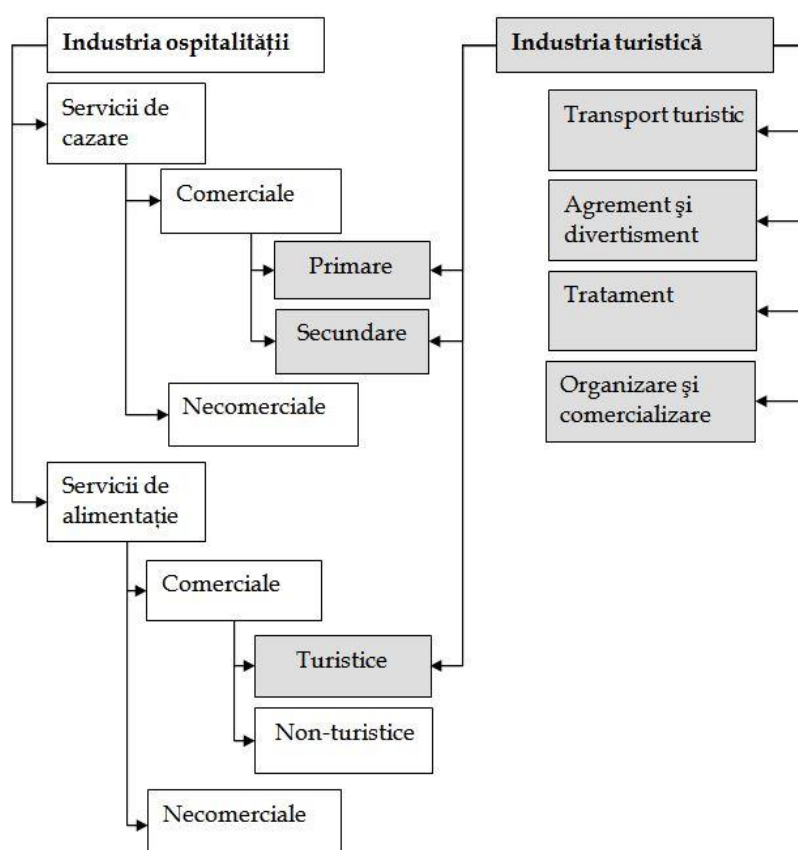 Industria ospitalității
Industria turistică
Servicii de
cazare
Transport turistic
Comerciale
Agrement şi
divertisment
Primare
Tratament
Secundare
Organizare şi
comercializare
Necomerciale
Servicii de
alimentație
Comerciale
Turistice
Non-turistice
Necomerciale